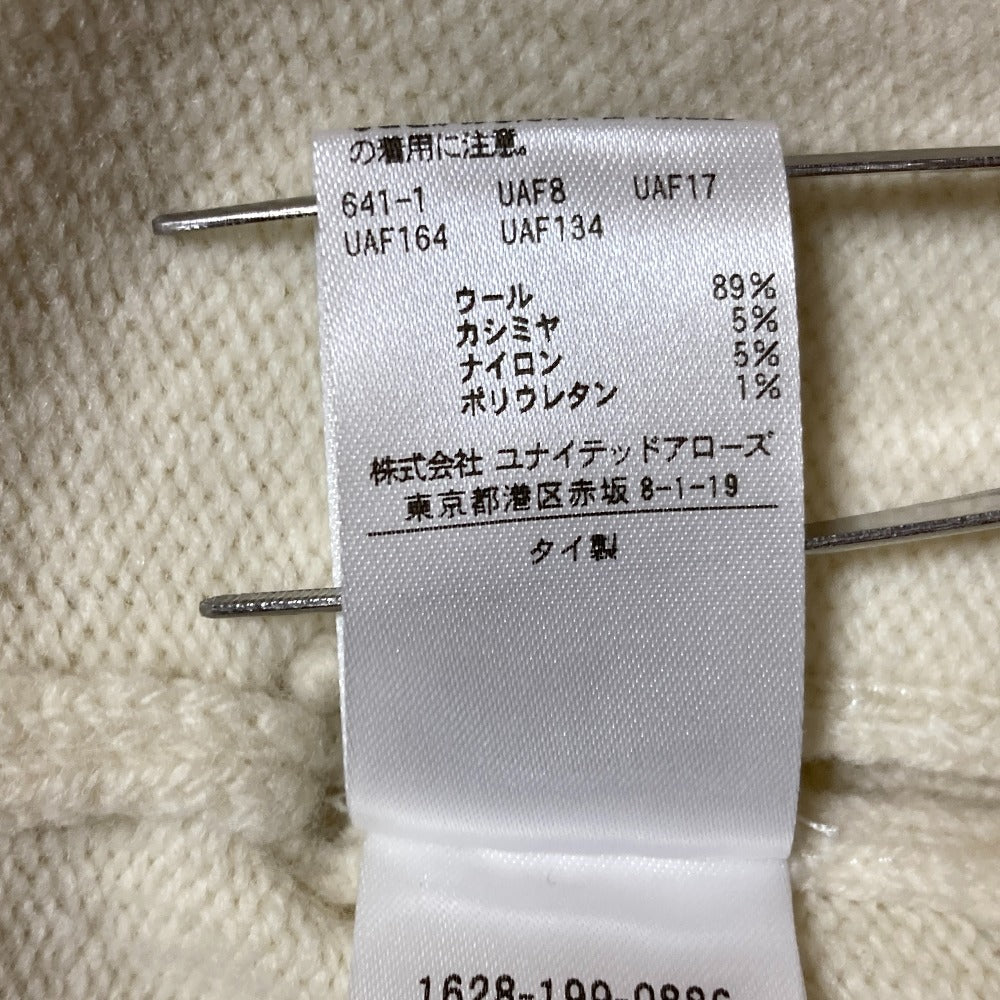 の着用に注意。
641-1 UAF8 UAF17
UAF164 UAF134
ウール 89%
カシミヤ 5%
ナイロン 5%
ポリウレタン 1%
株式会社 ユナイテッドアローズ
東京都港区赤坂 8-1-19
タイ製
1628-199-0886